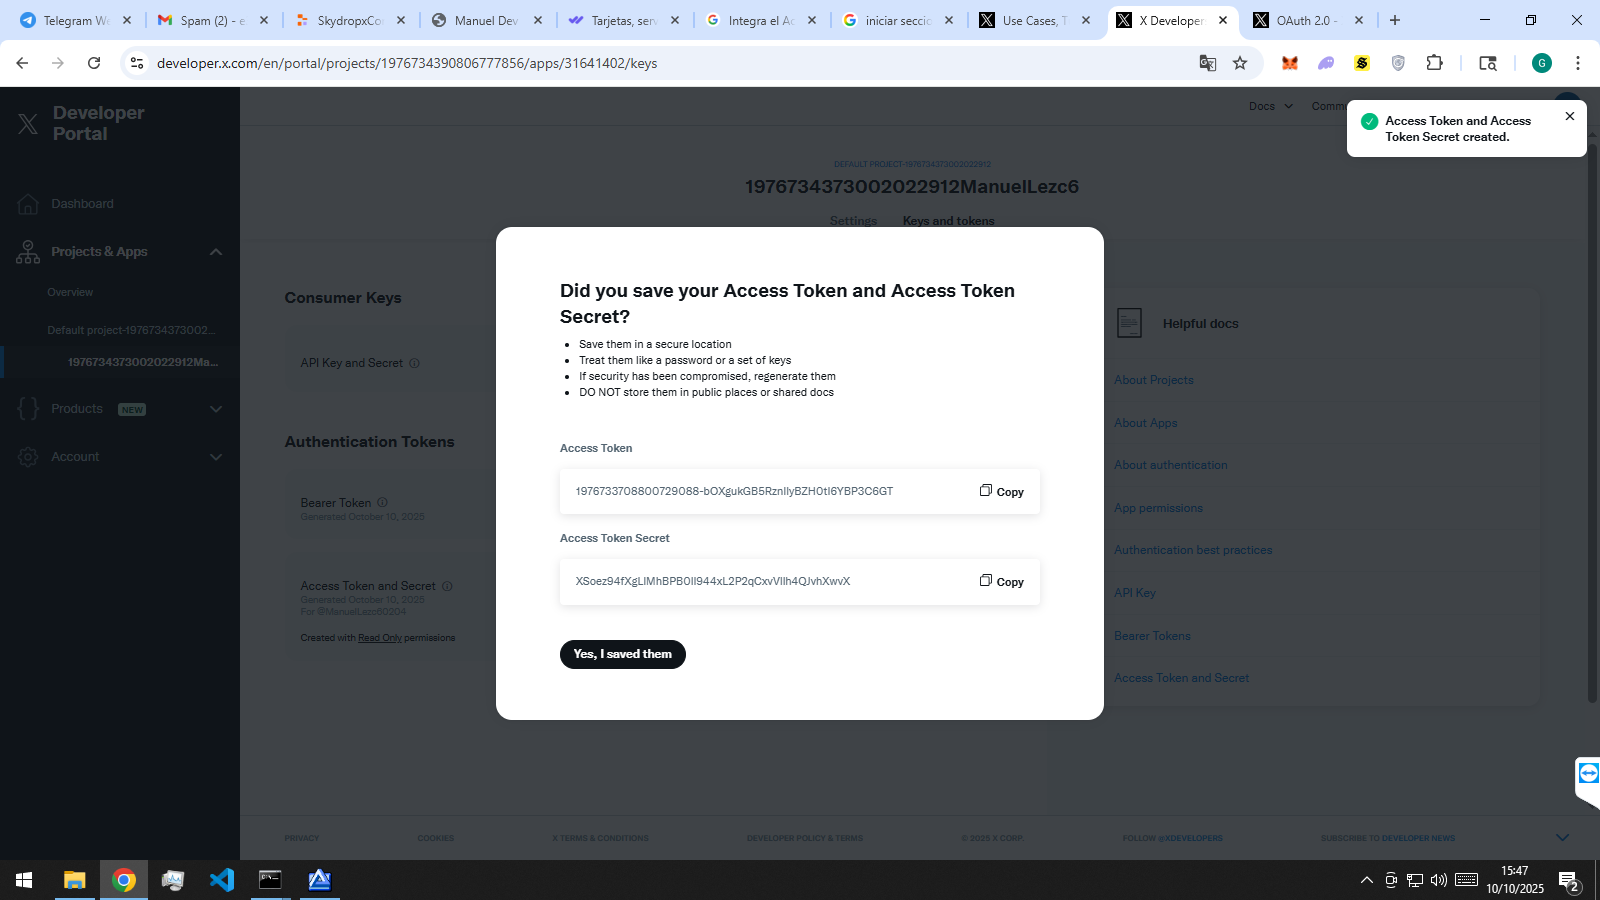 Telegram We
Spam (2) - e
SkydropxCo
Manuel Dev
Tarjetas, serv
Integra el Ac
iniciar secci
Use Cases, T
X Developer
OAuth 2.0 -
developer.x.com/en/portal/projects/1976734390806777856/apps/31641402/keys
G
Developer
Portal
Docs
Access Token and Access
Token Secret created.
DEFAULT PROJECT-1976734373002022912
1976734373002022912ManuelLezc6
Settings
Keys and tokens
Dashboard
Projects & Apps
Overview
Default project-1976734373002...
1976734373002022912Ma...
Products
NEW
Account
Consumer Keys
API Key and Secret
Authentication Tokens
Bearer Token
Generated October 10, 2025
Access Token and Secret
Generated October 10, 2025
For @ManuelLezc60204
Created with Read Only permissions
Did you save your Access Token and Access Token
Secret?
Save them in a secure location
Treat them like a password or a set of keys
If security has been compromised, regenerate them
DO NOT store them in public places or shared docs
Access Token
Copy
Access Token Secret
Copy
Yes, I saved them
Helpful docs
About Projects
About Apps
About authentication
App permissions
Authentication best practices
API Key
Bearer Tokens
Access Token and Secret
PRIVACY
COOKIES
X TERMS & CONDITIONS
DEVELOPER POLICY & TERMS
© 2025 X CORP.
FOLLOW @XDEVELOPERS
SUBSCRIBE TO DEVELOPER NEWS
15:47
10/10/2025
2